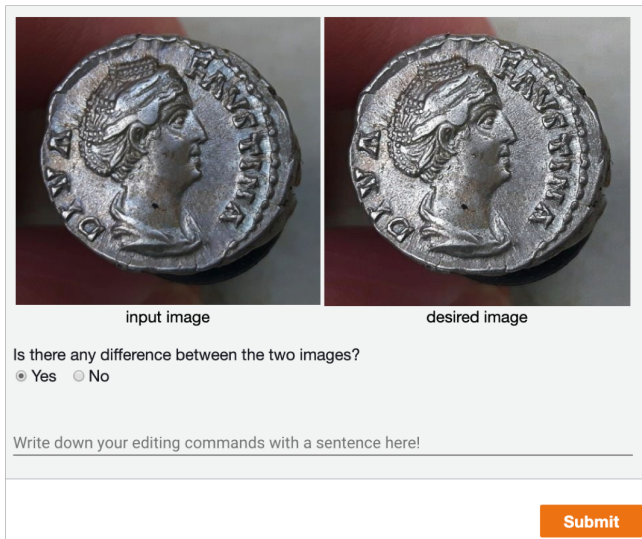 DIVA FAVSTINA
DIVA FAVSTINA
input image
desired image
Is there any difference between the two images?
Yes
No
Write down your editing commands with a sentence here!
Submit